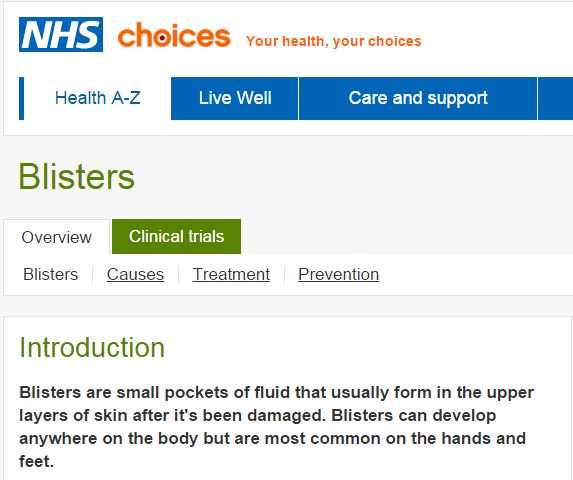 NHS choices Your health, your choices
Health A-Z Live Well Care and support
Blisters
Overview Clinical trials
Blisters Causes Treatment Prevention
Introduction
Blisters are small pockets of fluid that usually form in the upper
layers of skin after it's been damaged. Blisters can develop
anywhere on the body but are most common on the hands and
feet.